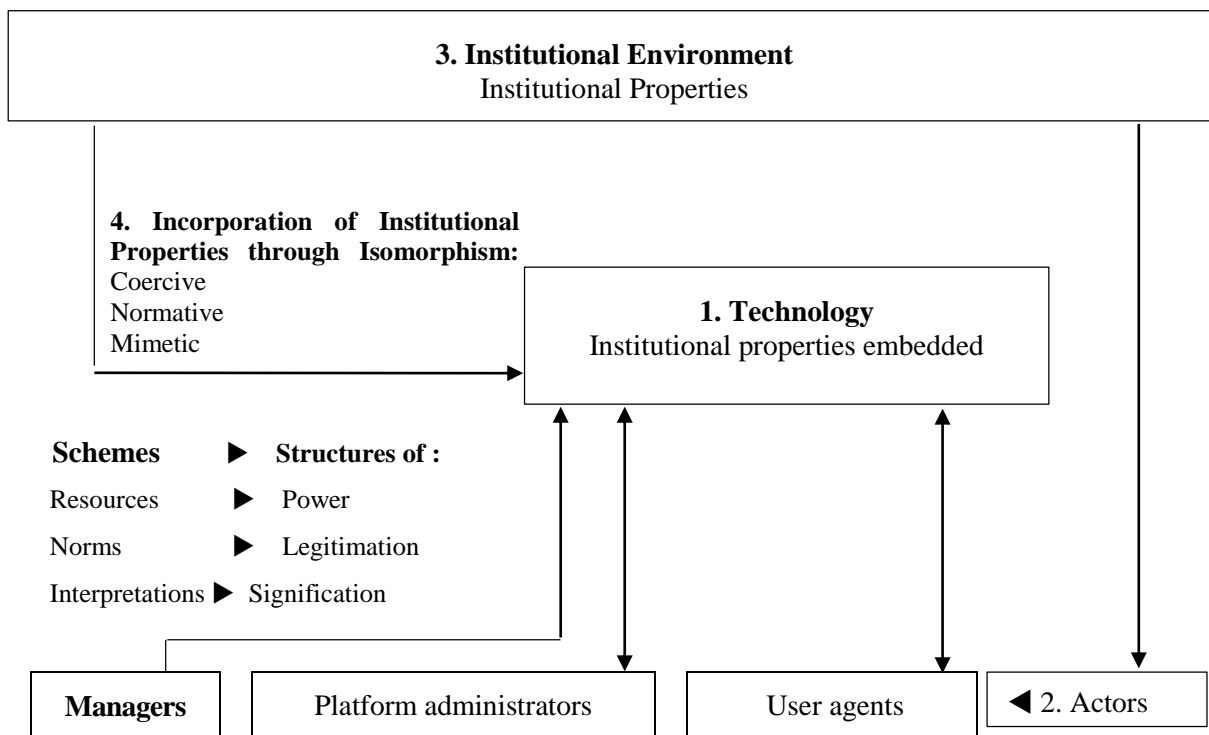 3. Institutional Environment
Institutional Properties
4. Incorporation of Institutional
Properties through Isomorphism:
Coercive
Normative
Mimetic
1. Technology
Institutional properties embedded
Schemes ▶ Structures of :
Resources ▶ Power
Norms ▶ Legitimation
Interpretations ▶ Signification
Managers
Platform administrators
User agents
◀ 2. Actors